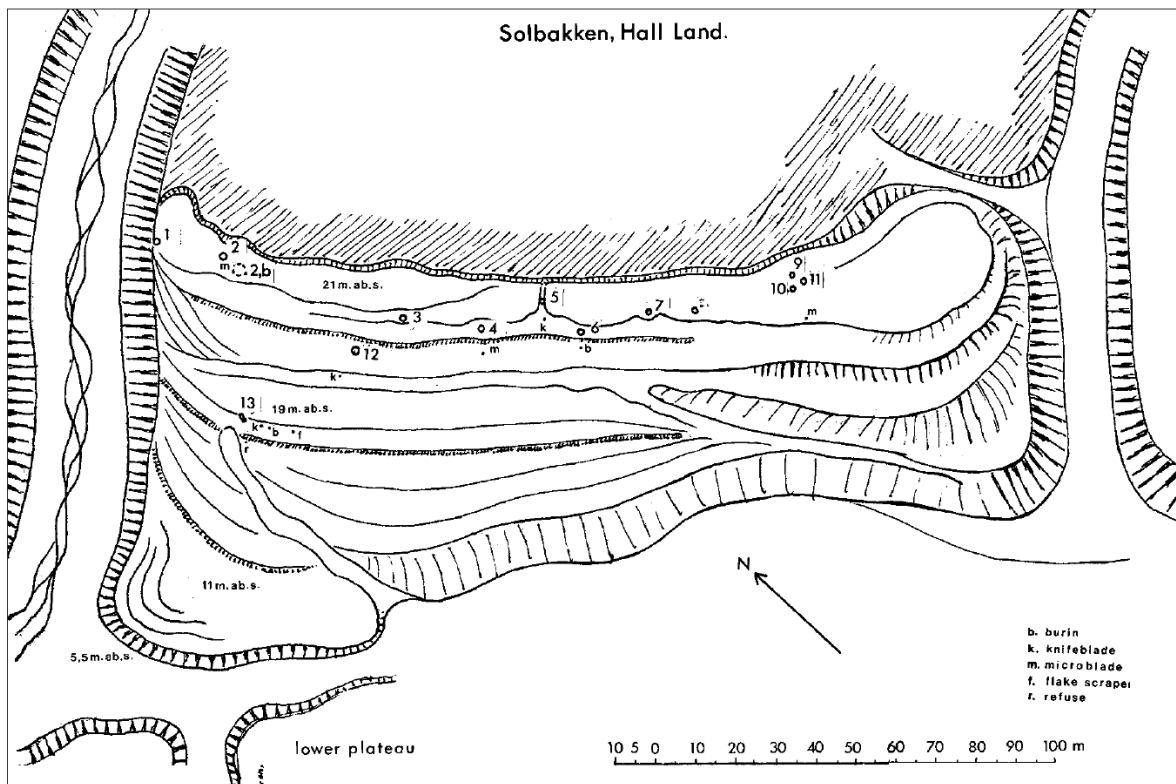 Solbakken, Hall Land.
1
2
m
2,b
21 m. ab. s.
9
10
11
m
5
k
3
4
m
6
b
7
12
k
13
19 m. ab. s.
k
b
f
r
11 m. ab. s.
N
5,5 m. ab. s.
b. burin
k. knifeblade
m. microblade
f. flake scraper
r. refuse
lower plateau
10 5 0 10 20 30 40 50 60 70 80 90 100 m